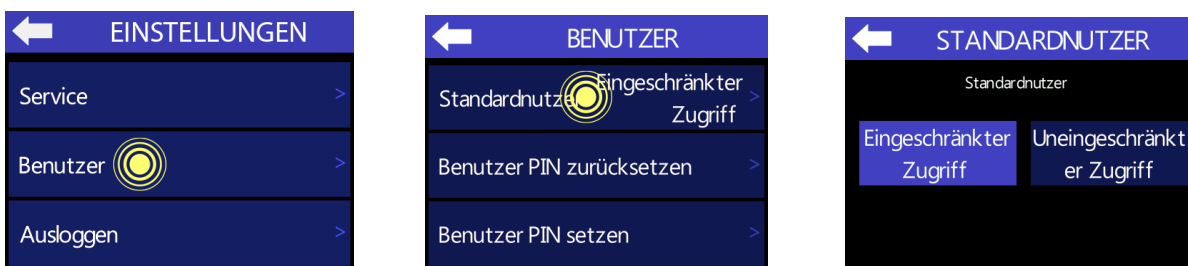 EINSTELLUNGEN
Service >
Benutzer >
Ausloggen >
BENUTZER
Standardnutzer Eingeschränkter
Zugriff >
Benutzer PIN zurücksetzen >
Benutzer PIN setzen >
STANDARDNUTZER
Standardnutzer
Eingeschränkter
Zugriff
Uneingeschränkt
er Zugriff